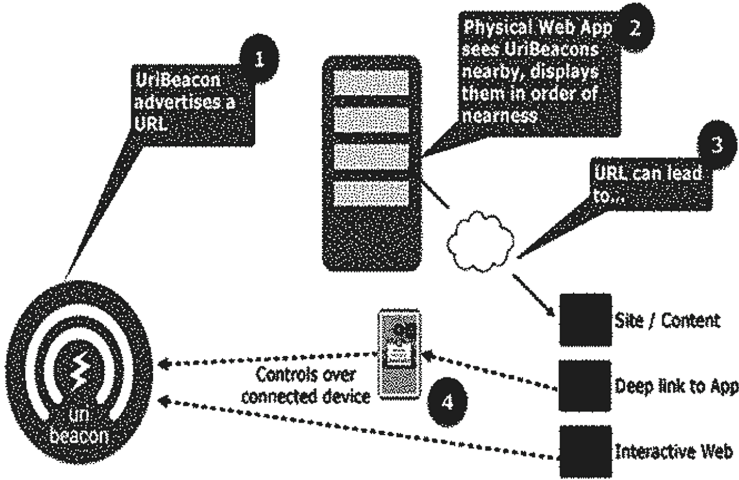 1
UriBeacon
advertises a
URL
2
Physical Web App
sees UriBeacons
nearby, displays
them in order of
nearness
3
URL can lead
to...
Site / Content
Deep link to App
Interactive Web
4
Controls over
connected device
uri
beacon